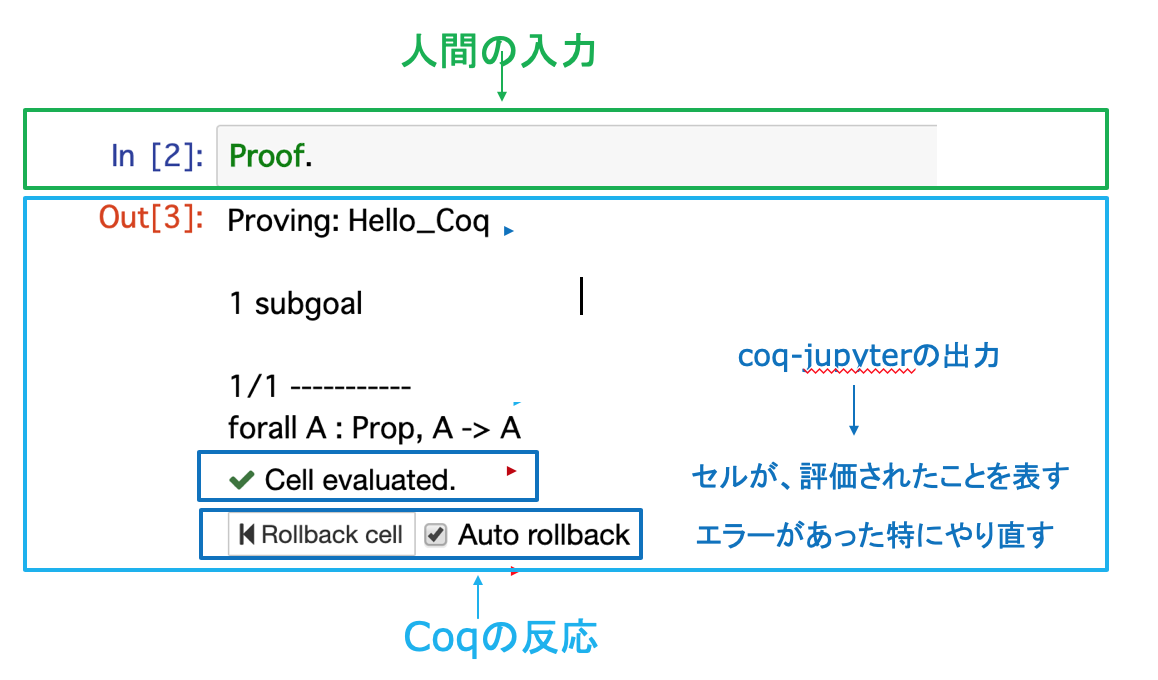 人間の入力
In [2]: Proof.
Out[3]: Proving: Hello_Coq
1 subgoal
1/1 -----------
forall A : Prop, A -> A
coq-jupyterの出力
Cell evaluated.
セルが、評価されたことを表す
Rollback cell Auto rollback
エラーがあった特にやり直す
Coqの反応